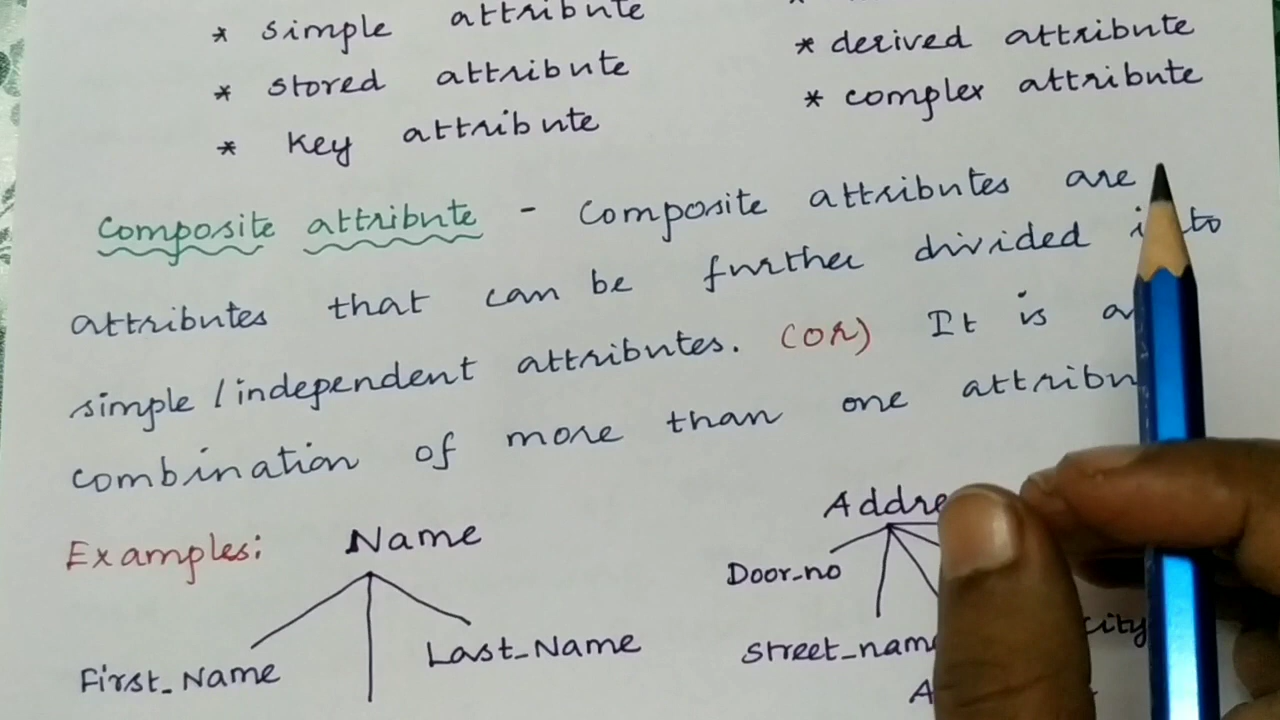 * simple attribute
* stored attribute
* key attribute
* derived attribute
* complex attribute
Composite attribute - Composite attributes are
attributes that can be further divided into
simple / independent attributes. (OR) It is
combination of more than one
Examples: Name
First_Name
Last_Name
Door_no
city